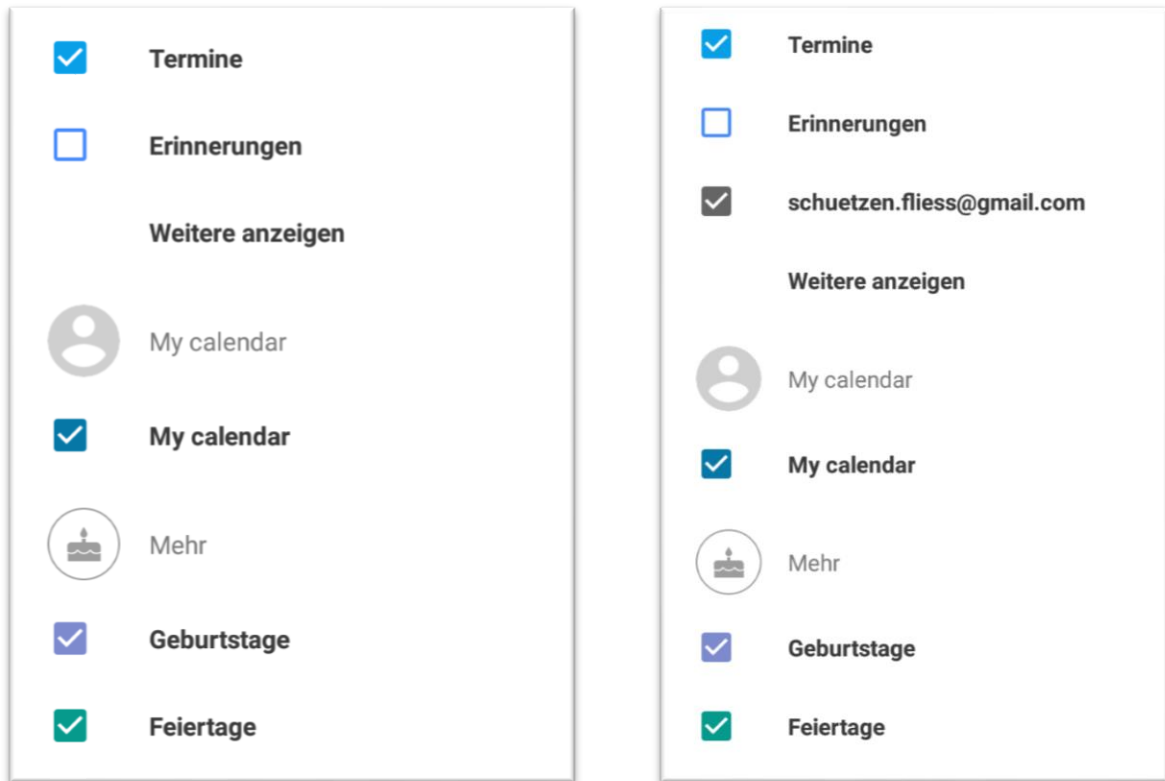 Termine
Erinnerungen
Weitere anzeigen
My calendar
My calendar
Mehr
Geburtstage
Feiertage
Termine
Erinnerungen
schuetzen.fliess@gmail.com
Weitere anzeigen
My calendar
My calendar
Mehr
Geburtstage
Feiertage